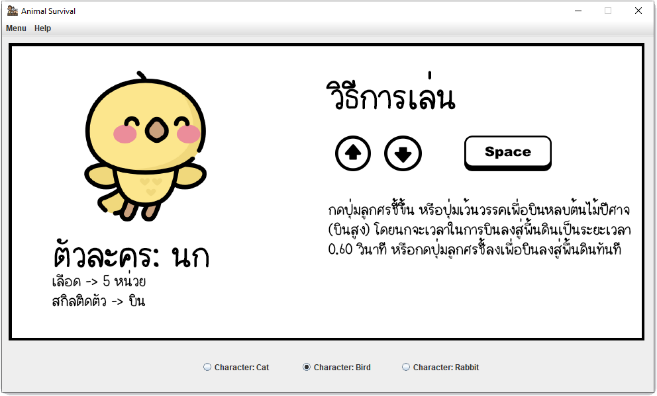 Animal Survival
Menu Help
วิธีการเล่น
Space
กดปุ่มลูกศรชี้ขึ้น หรือปุ่มเว้นวรรคเพื่อบินหลบต้นไม้ปีศาจ
(บินสูง) โดยนกจะเวลาในการบินลงสู่พื้นดินเป็นระยะเวลา
0.60 วินาที หรือกดปุ่มลูกศรชี้ลงเพื่อบินลงสู่พื้นดินทันที
ตัวละคร: นก
เลือด -> 5 หน่วย
สกิลติดตัว -> บิน
Character: Cat Character: Bird Character: Rabbit